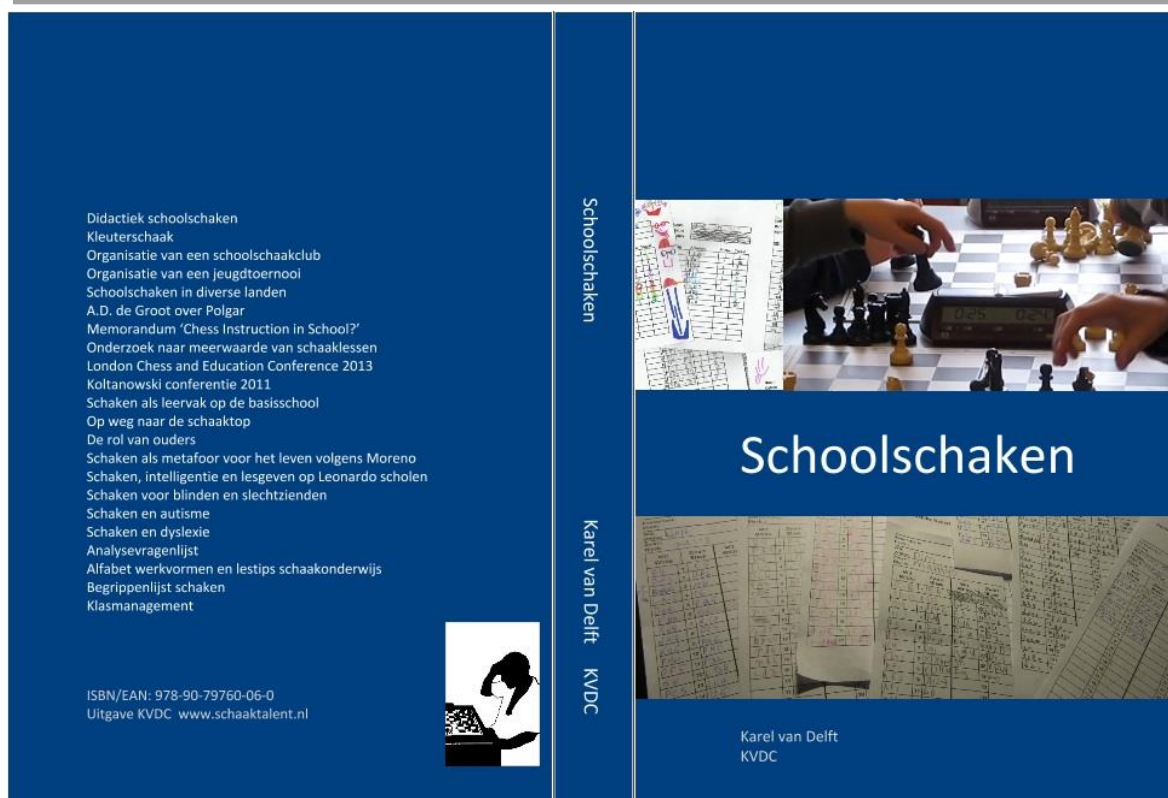 Didactiek schoolschaken
Kleuterschaak
Organisatie van een schoolschaakclub
Organisatie van een jeugdtoernooi
Schoolschaken in diverse landen
A.D. de Groot over Polgar
Memorandum ‘Chess Instruction in School?’
Onderzoek naar meerwaarde van schaaklessen
London Chess and Education Conference 2013
Koltanowski conferentie 2011
Schaken als leervak op de basisschool
Op weg naar de schaaktop
De rol van ouders
Schaken als metafoor voor het leven volgens Moreno
Schaken, intelligentie en lesgeven op Leonardo scholen
Schaken voor blinden en slechtzienden
Schaken en autisme
Schaken en dyslexie
Analysevragenlijst
Alfabet werkvormen en lestips schaakonderwijs
Begrippenlijst schaken
Klasmanagement
ISBN/EAN: 978-90-79760-06-0
Uitgave KVDC www.schaaktalent.nl
Schoolschaken
Karel van Delft KVDC
0:25 0:24
Schoolschaken
Karel van Delft
KVDC